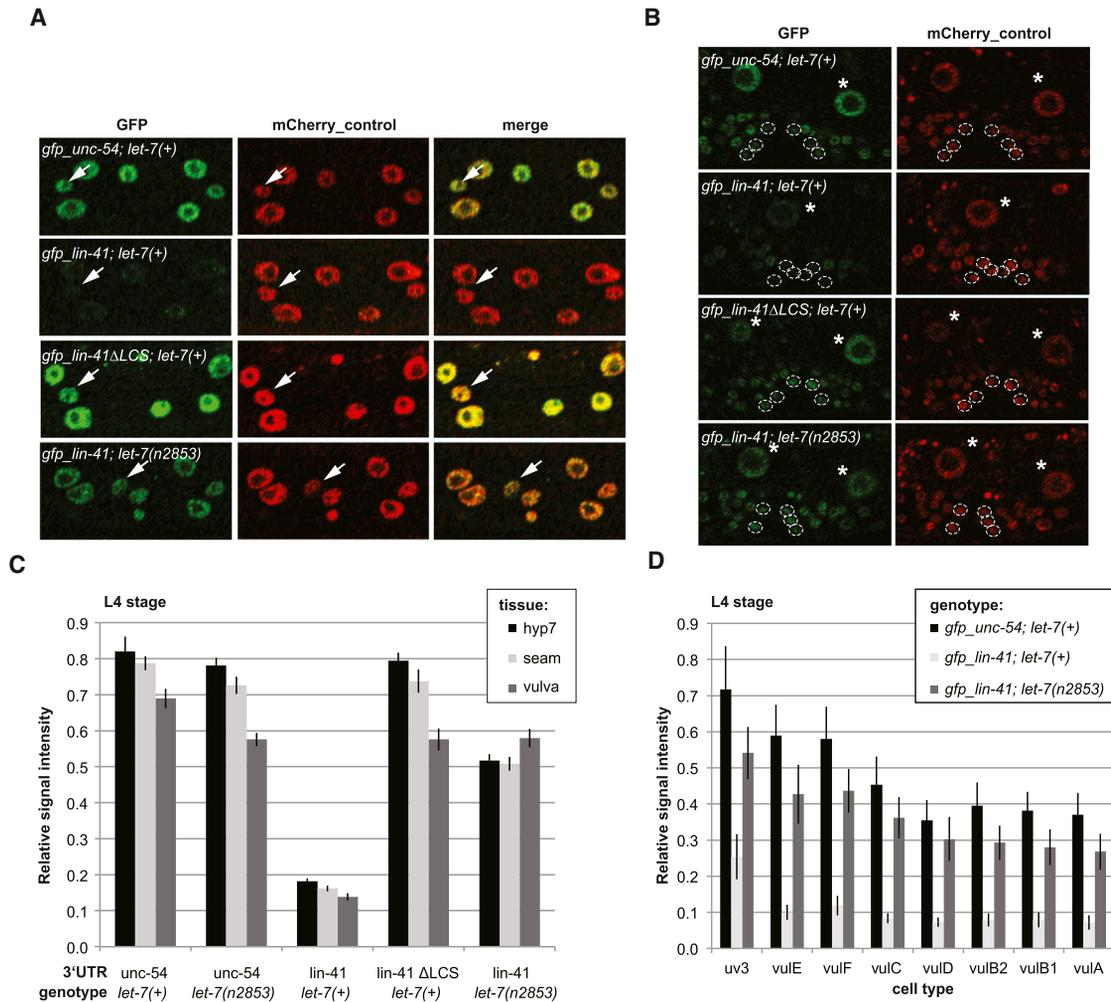 A
GFP mCherry_control merge
gfp_unc-54; let-7(+)
gfp_lin-41; let-7(+)
gfp_lin-41ΔLCS; let-7(+)
gfp_lin-41; let-7(n2853)
B
GFP mCherry_control
gfp_unc-54; let-7(+)
*
*
gfp_lin-41; let-7(+)
*
*
gfp_lin-41ΔLCS; let-7(+)
* *
* *
gfp_lin-41; let-7(n2853)
* *
* *
C
L4 stage
tissue:
hyp7
seam
vulva
Relative signal intensity
0.9
0.8
0.7
0.6
0.5
0.4
0.3
0.2
0.1
0.0
3‘UTR unc-54 unc-54 lin-41 lin-41 ΔLCS lin-41
genotype let-7(+) let-7(n2853) let-7(+) let-7(+) let-7(n2853)
D
L4 stage
genotype:
gfp_unc-54; let-7(+)
gfp_lin-41; let-7(+)
gfp_lin-41; let-7(n2853)
Relative signal intensity
0.9
0.8
0.7
0.6
0.5
0.4
0.3
0.2
0.1
0.0
uv3 vulE vulF vulC vulD vulB2 vulB1 vulA
cell type